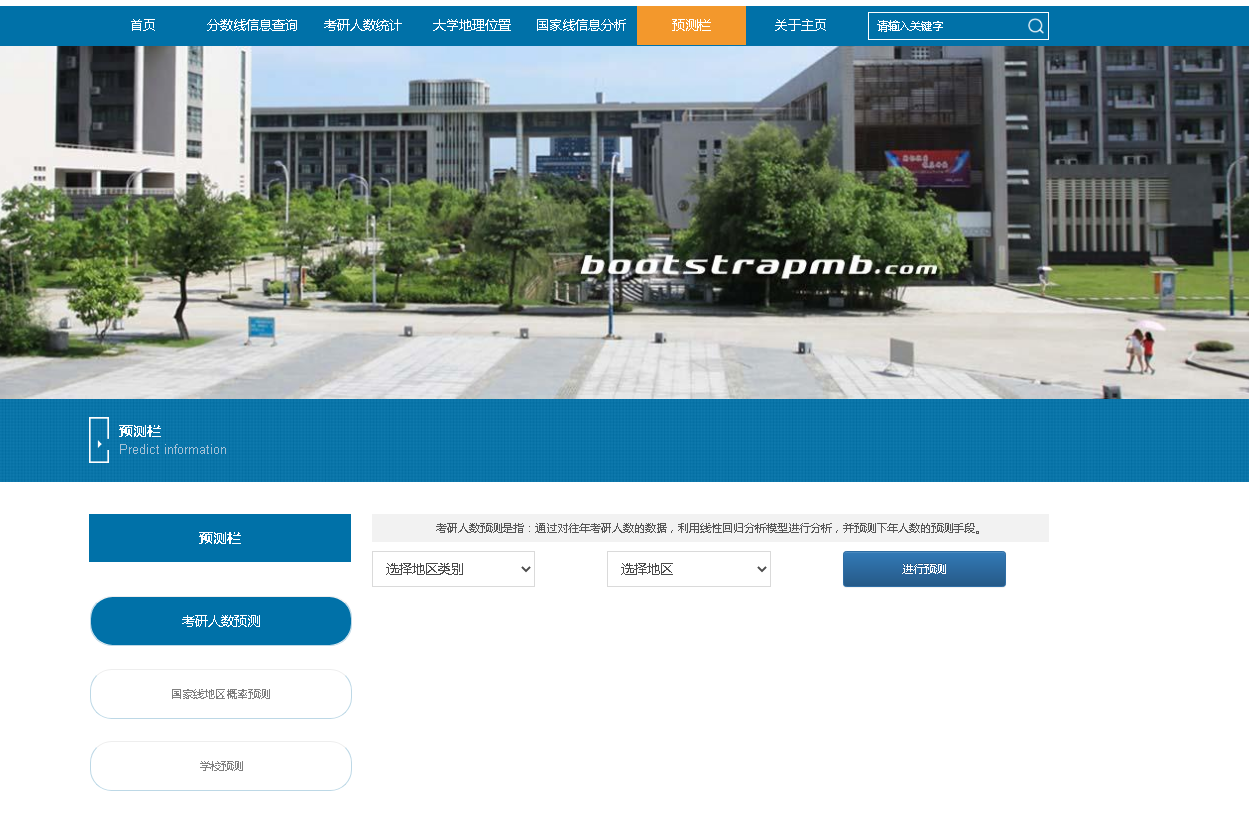 首页 分数线信息查询 考研人数统计 大学地理位置 国家线信息分析 预测栏 关于主页 请输入关键字
bootstrapmb.com
预测栏
Predict information
预测栏
考研人数预测是指：通过对往年考研人数的数据，利用线性回归分析模型进行分析，并预测下年人数的预测手段。
选择地区类别 选择地区 进行预测
考研人数预测
国家线地区概率预测
学校预测